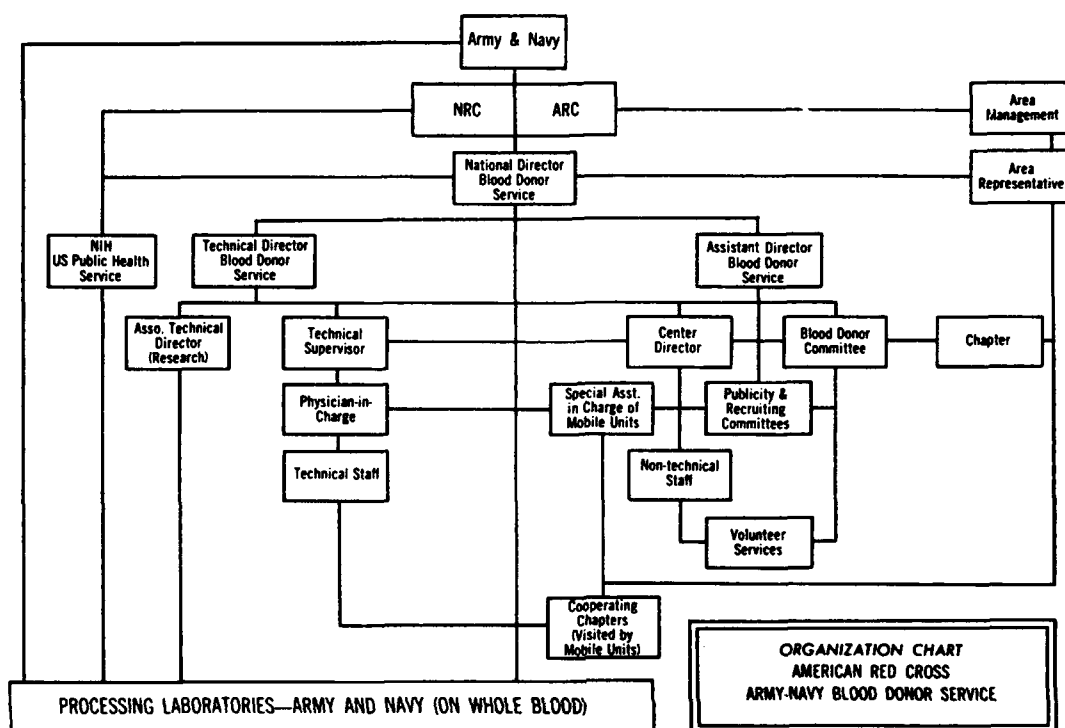 Army & Navy
NRC
ARC
Area
Management
National Director
Blood Donor
Service
Area
Representative
NIH
US Public Health
Service
Technical Director
Blood Donor
Service
Assistant Director
Blood Donor
Service
Asso. Technical
Director
(Research)
Technical
Supervisor
Center
Director
Blood Donor
Committee
Chapter
Physician-in-
Charge
Special Asst.
in Charge of
Mobile Units
Publicity &
Recruiting
Committees
Technical Staff
Non-technical
Staff
Volunteer
Services
Cooperating
Chapters
(Visited by
Mobile Units)
ORGANIZATION CHART
AMERICAN RED CROSS
ARMY-NAVY BLOOD DONOR SERVICE
PROCESSING LABORATORIES—ARMY AND NAVY (ON WHOLE BLOOD)